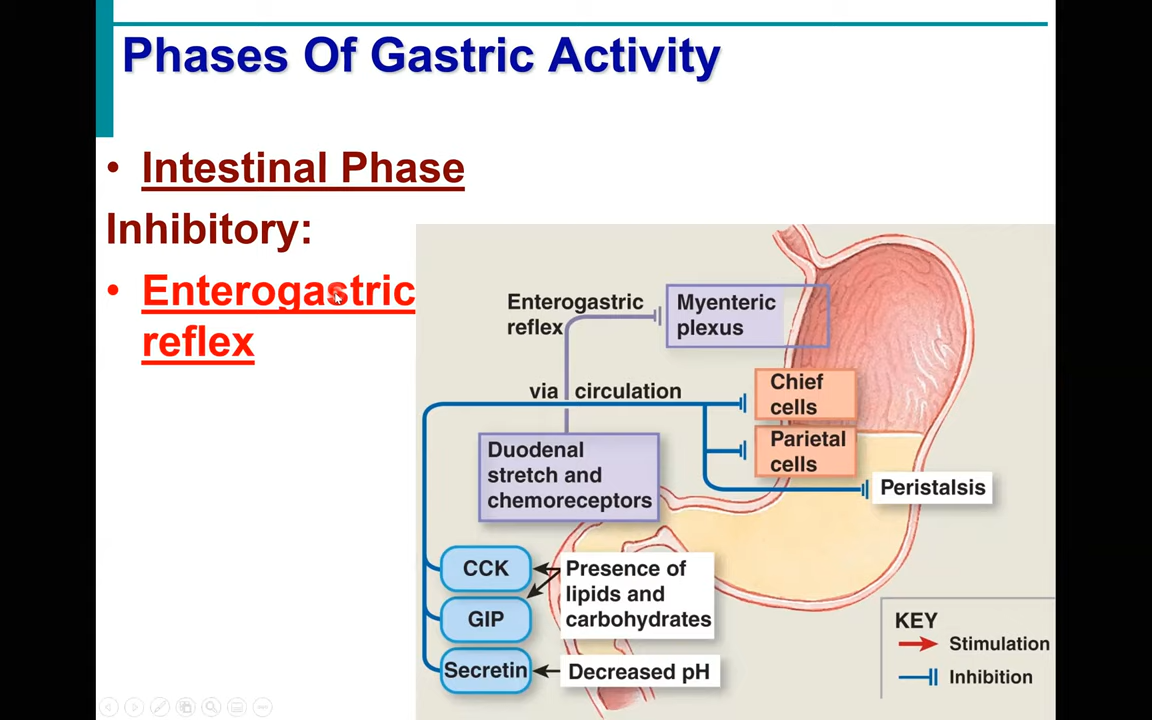 Phases Of Gastric Activity
• Intestinal Phase
Inhibitory:
• Enterogastric
reflex
Enterogastric
reflex
Myenteric
plexus
via circulation
Chief
cells
Parietal
cells
Peristalsis
Duodenal
stretch and
chemoreceptors
CCK
GIP
Secretin
Presence of
lipids and
carbohydrates
Decreased pH
KEY
Stimulation
Inhibition